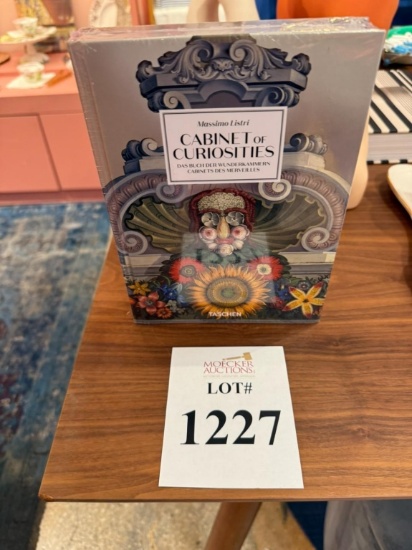 Massimo Listri
CABINET OF
CURIOSITIES
DAS BUCH DER WUNDERKAMMERN
CABINETS DES MERVEILLES
TASCHEN
MOECKER
AUCTIONS
LOT#
1227